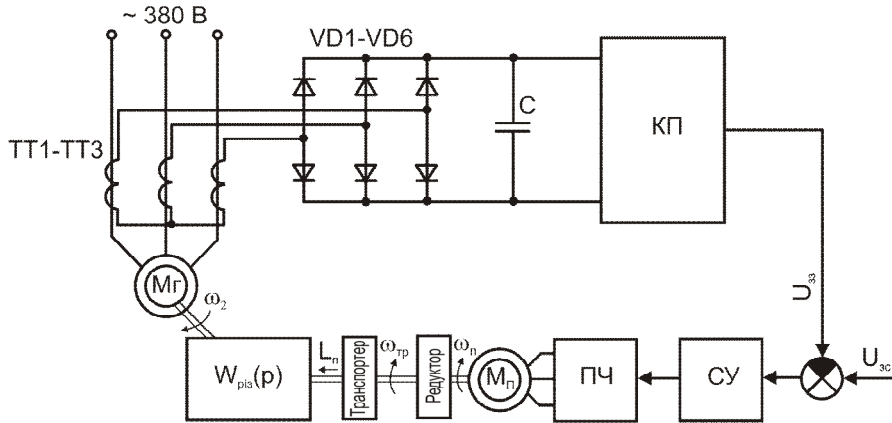 ~ 380 В
VD1-VD6
ТТ1-ТТ3
С
КП
Uзз
Мг
ω2
Wріз(p)
Lп
Транспортер
ωтр
Редуктор
ωп
Мп
ПЧ
СУ
Uзс